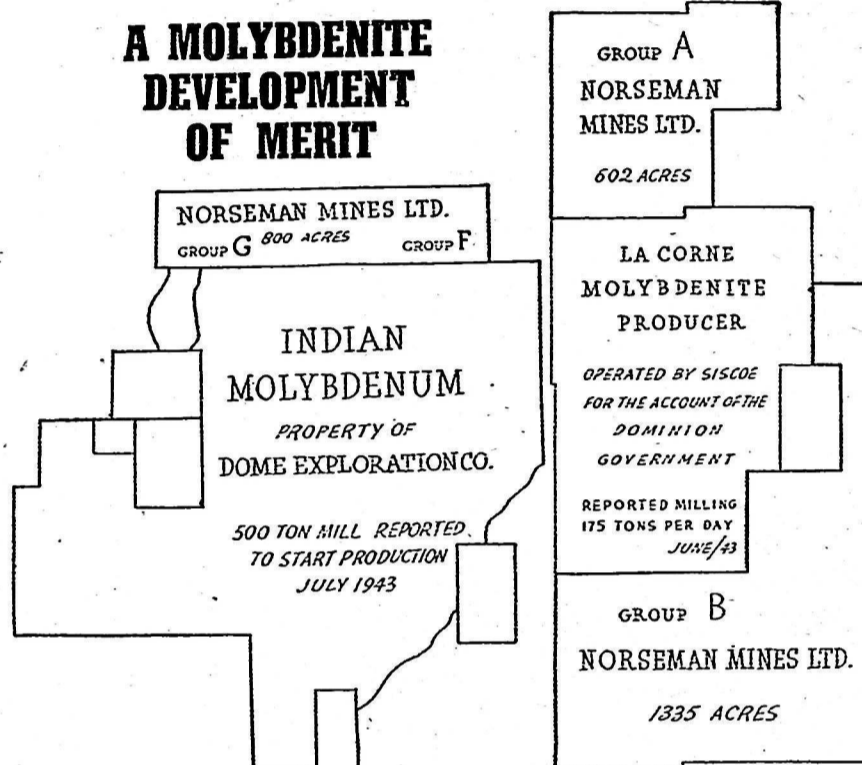 A MOLYBDENITE
DEVELOPMENT
OF MERIT
NORSEMAN MINES LTD.
GROUP G 800 ACRES GROUP F
INDIAN
MOLYBDENUM
PROPERTY OF
DOME EXPLORATION CO.
500 TON MILL REPORTED
TO START PRODUCTION
JULY 1943
GROUP A
NORSEMAN
MINES LTD.
602 ACRES
LA CORNE
MOLYBDENITE
PRODUCER
OPERATED BY SISCOE
FOR THE ACCOUNT OF THE
DOMINION
GOVERNMENT
REPORTED MILLING
175 TONS PER DAY
JUNE/43
GROUP B
NORSEMAN MINES LTD.
1335 ACRES